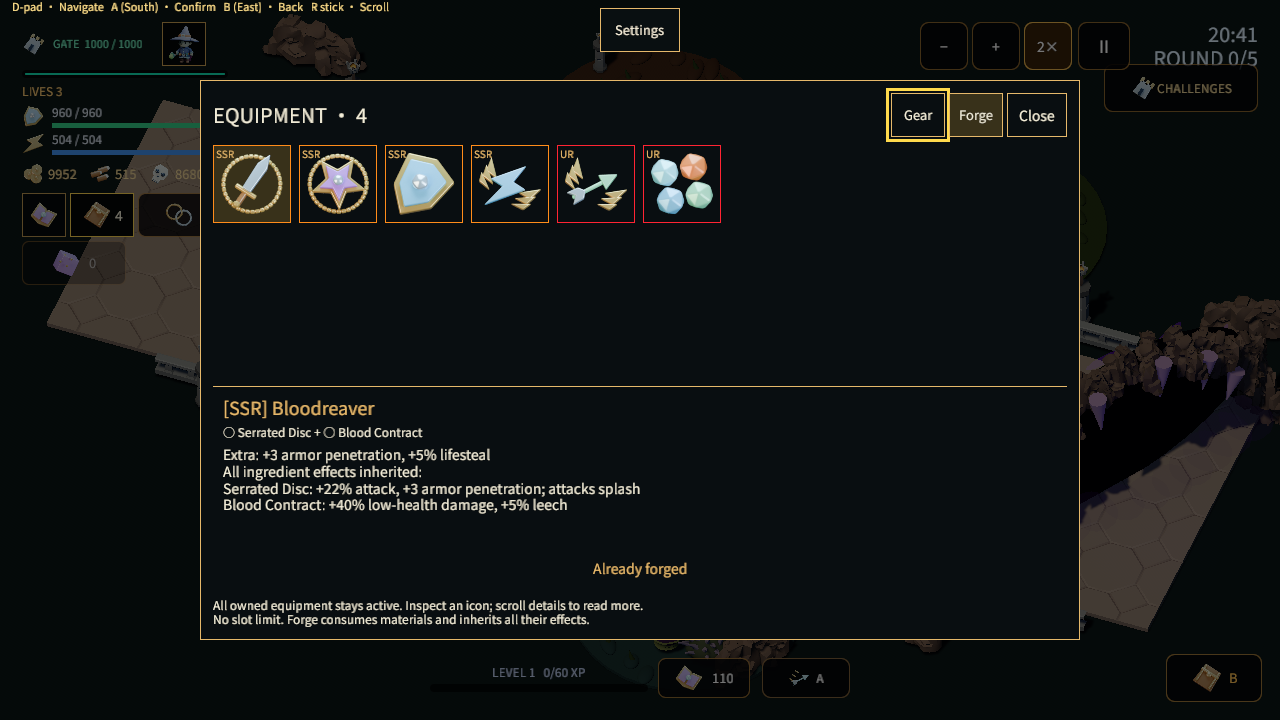 D-pad • Navigate A (South) • Confirm B (East) • Back R stick • Scroll
Settings
GATE 1000 / 1000
− + 2× II
20:41
ROUND 0/5
CHALLENGES
LIVES 3
960 / 960
504 / 504
9952 515 8680
4
0
EQUIPMENT • 4
Gear Forge Close
SSR SSR SSR SSR UR UR
[SSR] Bloodreaver
○ Serrated Disc + ○ Blood Contract
Extra: +3 armor penetration, +5% lifesteal
All ingredient effects inherited:
Serrated Disc: +22% attack, +3 armor penetration; attacks splash
Blood Contract: +40% low-health damage, +5% leech
Already forged
All owned equipment stays active. Inspect an icon; scroll details to read more.
No slot limit. Forge consumes materials and inherits all their effects.
LEVEL 1 0/60 XP
110
A
B